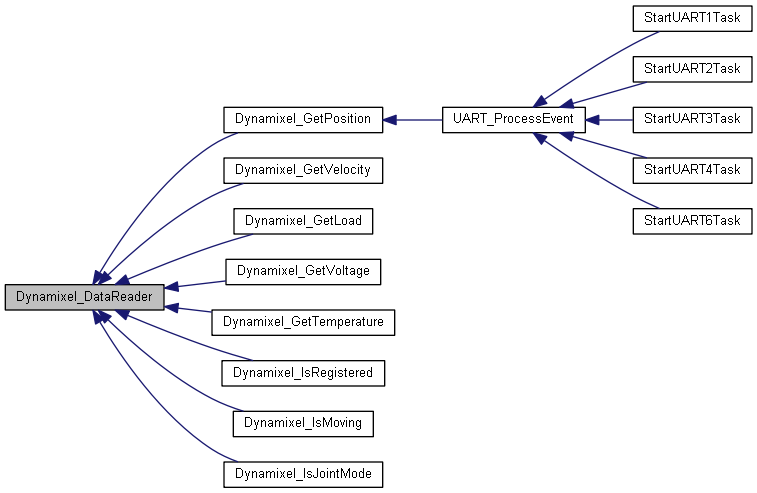 StartUART1Task
StartUART2Task
Dynamixel_GetPosition
UART_ProcessEvent
StartUART3Task
Dynamixel_GetVelocity
StartUART4Task
Dynamixel_GetLoad
StartUART6Task
Dynamixel_GetVoltage
Dynamixel_DataReader
Dynamixel_GetTemperature
Dynamixel_IsRegistered
Dynamixel_IsMoving
Dynamixel_IsJointMode